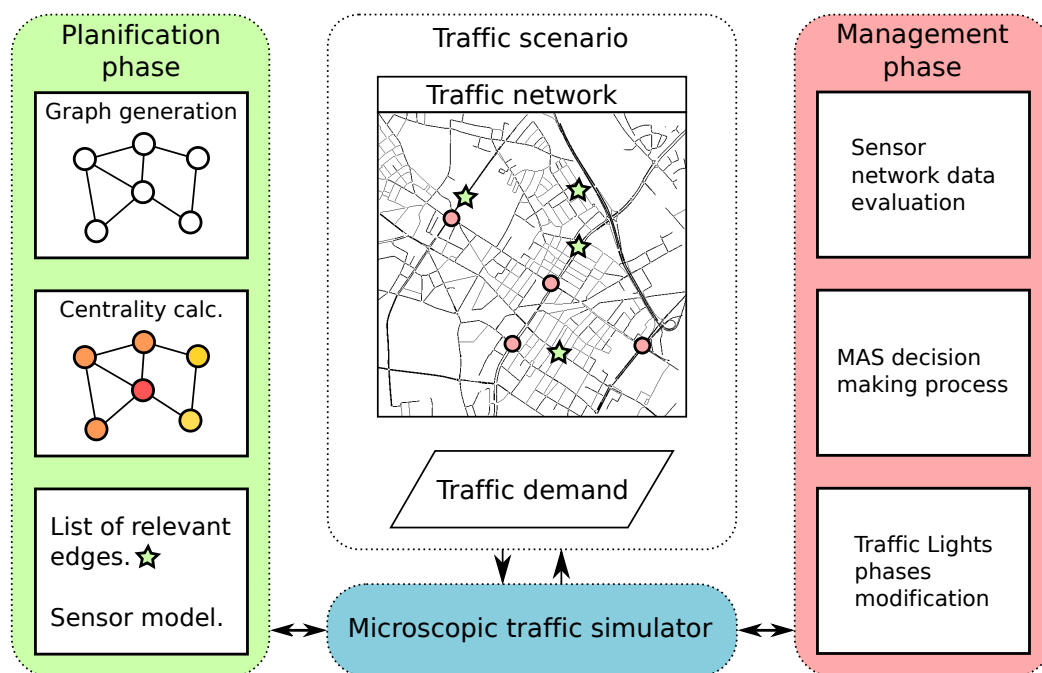 Planification
phase
Graph generation
Centrality calc.
List of relevant
edges.
Sensor model.
Traffic scenario
Traffic network
Traffic demand
Microscopic traffic simulator
Management
phase
Sensor
network data
evaluation
MAS decision
making process
Traffic Lights
phases
modification